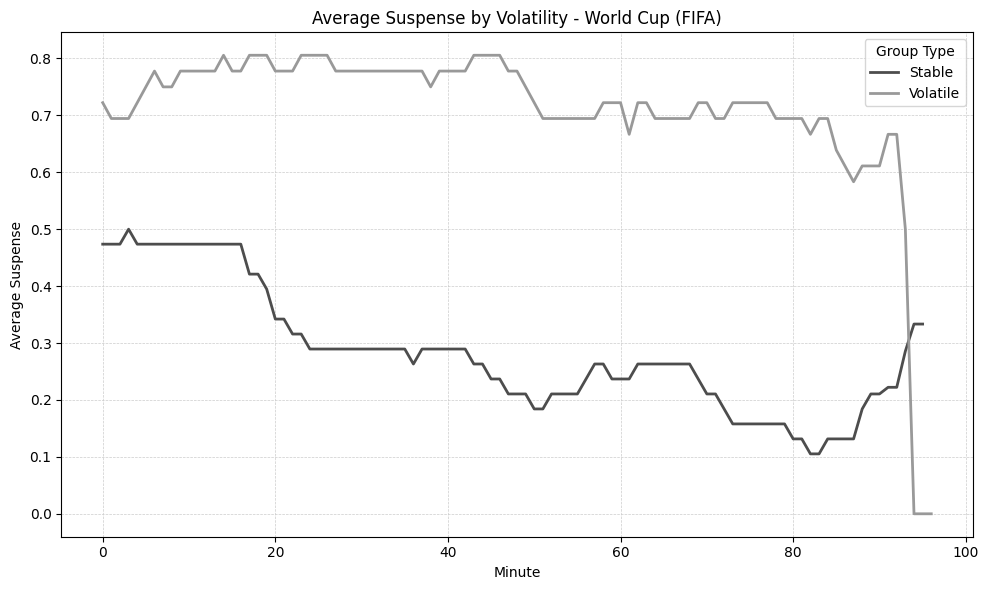 Average Suspense by Volatility - World Cup (FIFA)
Group Type
Stable
Volatile
Average Suspense
0.8
0.7
0.6
0.5
0.4
0.3
0.2
0.1
0.0
0
20
40
60
80
100
Minute